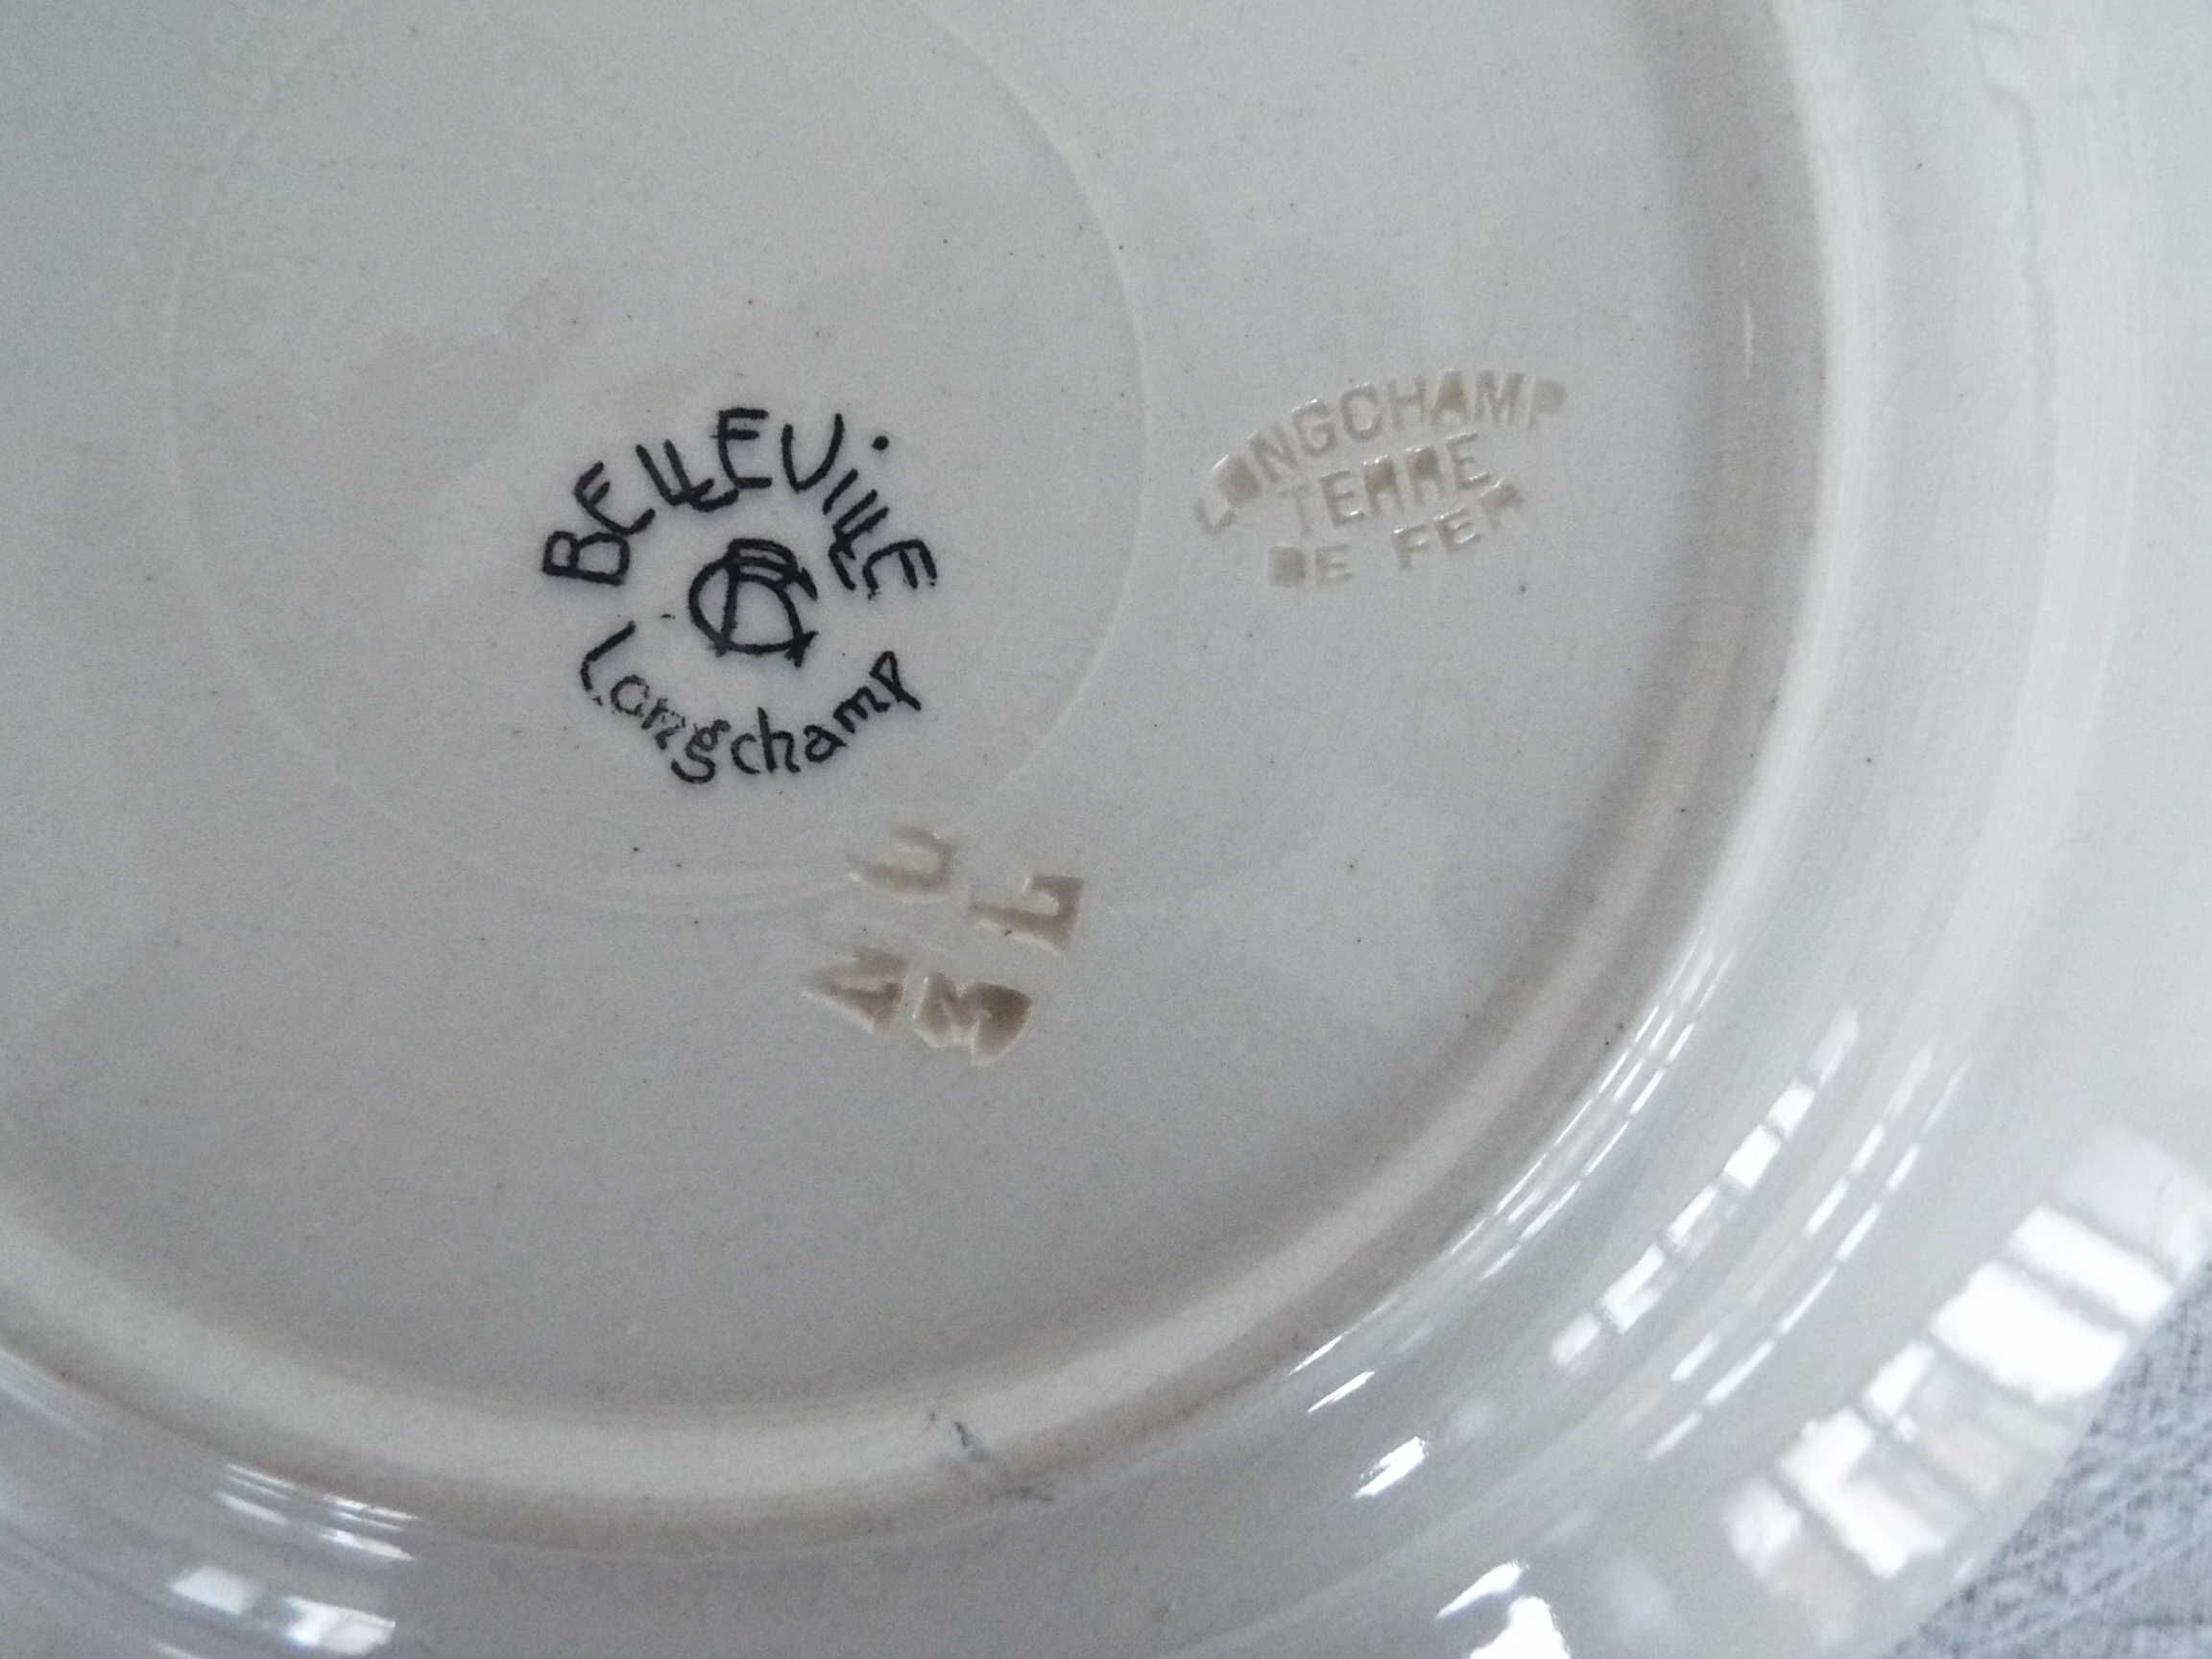 BELLEVILLE
Longchamp
LONGCHAMP
TERRE
DE FER
U L